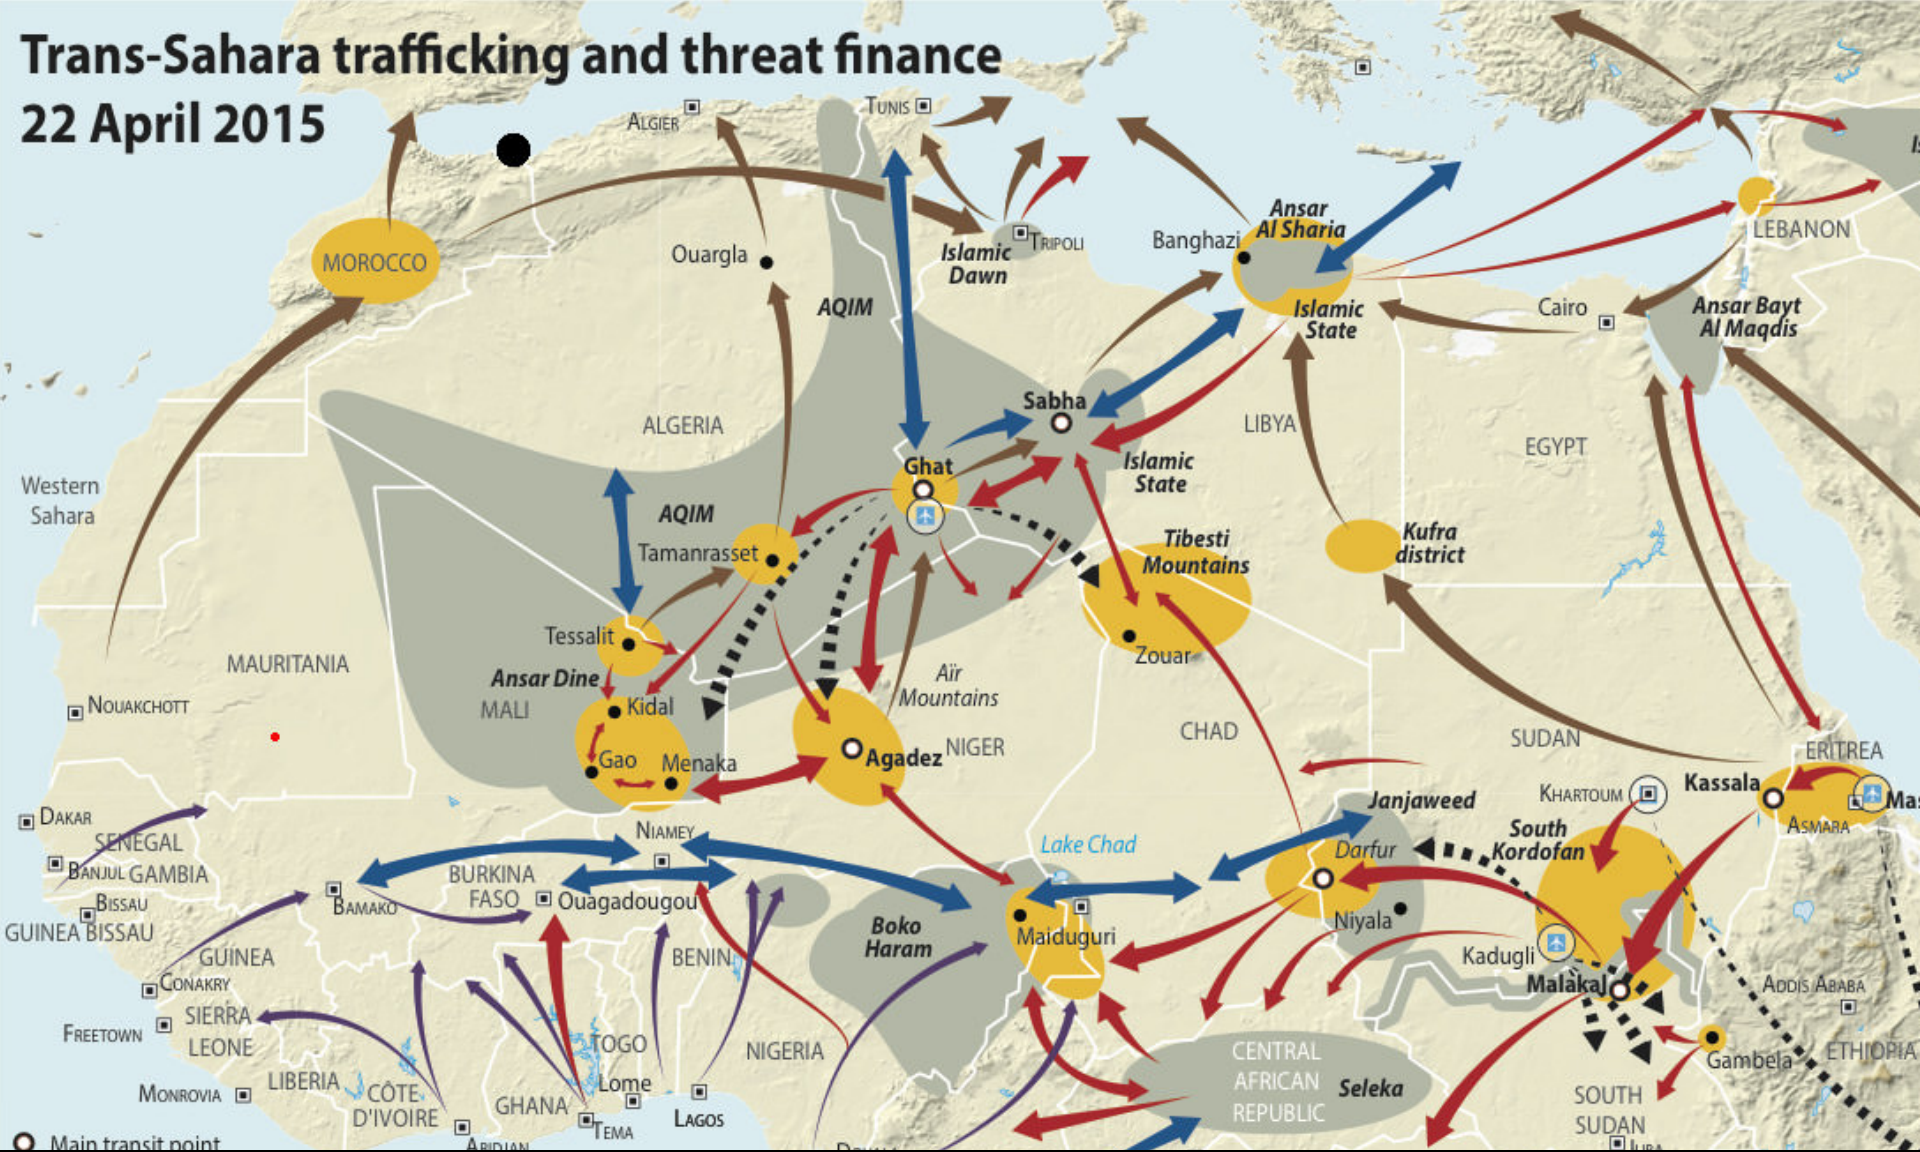 Trans-Sahara trafficking and threat finance
22 April 2015
TUNIS
ALGIER
MOROCCO
Ouargla
AQIM
Islamic
Dawn
TRIPOLI
Banghazi
Ansar
Al Sharia
Islamic
State
Cairo
LEBANON
Ansar Bayt
Al Maqdis
Western
Sahara
ALGERIA
Sabha
LIBYA
EGYPT
Ghat
Islamic
State
AQIM
Tamanrasset
Tibesti
Mountains
Kufra
district
Tessalit
Zouar
MAURITANIA
Ansar Dine
Kidal
MALI
Aïr
Mountains
NOUAKCHOTT
Gao
Menaka
Agadez
NIGER
CHAD
SUDAN
ERITREA
Kassala
KHARTOUM
Mas
ASMARA
DAKAR
SENEGAL
BANJUL
GAMBIA
BISSAU
GUINEA BISSAU
BAMAKO
BURKINA
FASO
NIAMEY
Ouagadougou
Lake Chad
Janjaweed
Darfur
South
Kordofan
Niyala
Boko
Haram
Maiduguri
Kadugli
Malakal
ADDIS ABABA
GUINEA
BENIN
CONAKRY
FREETOWN
SIERRA
LEONE
TOGO
NIGERIA
CENTRAL
AFRICAN
REPUBLIC
Seleka
Gambela
ETHIOPIA
MONROVIA
LIBERIA
CÔTE
D'IVOIRE
GHANA
Lome
TEMA
LAGOS
SOUTH
SUDAN
JUBA
ABIDJAN
Main transit point